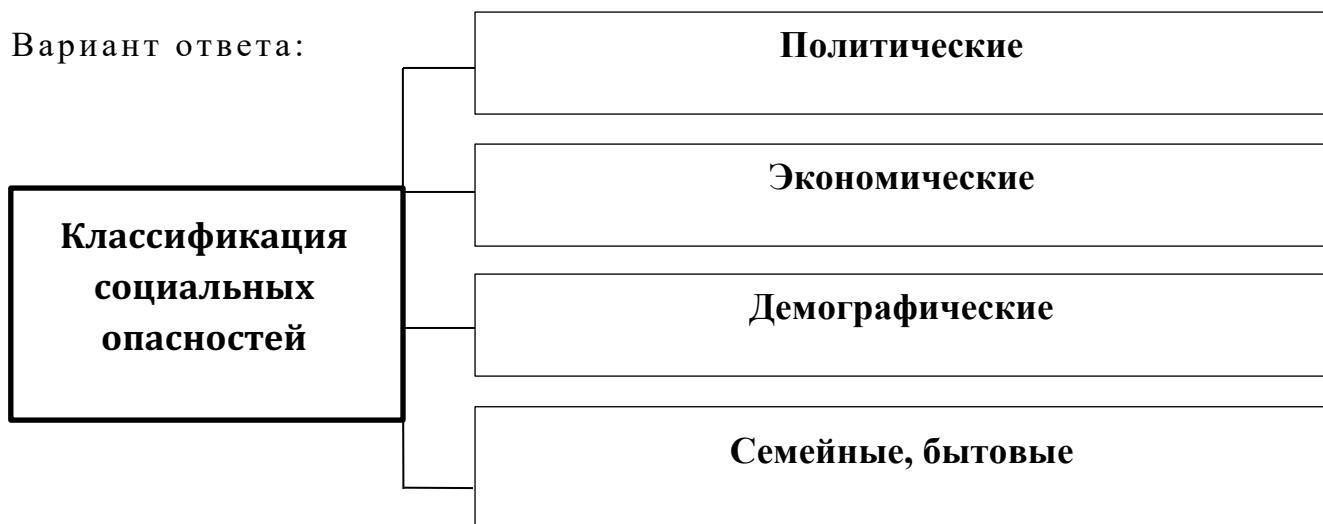 Вариант ответа:
Политические
Экономические
Классификация
социальных
опасностей
Демографические
Семейные, бытовые